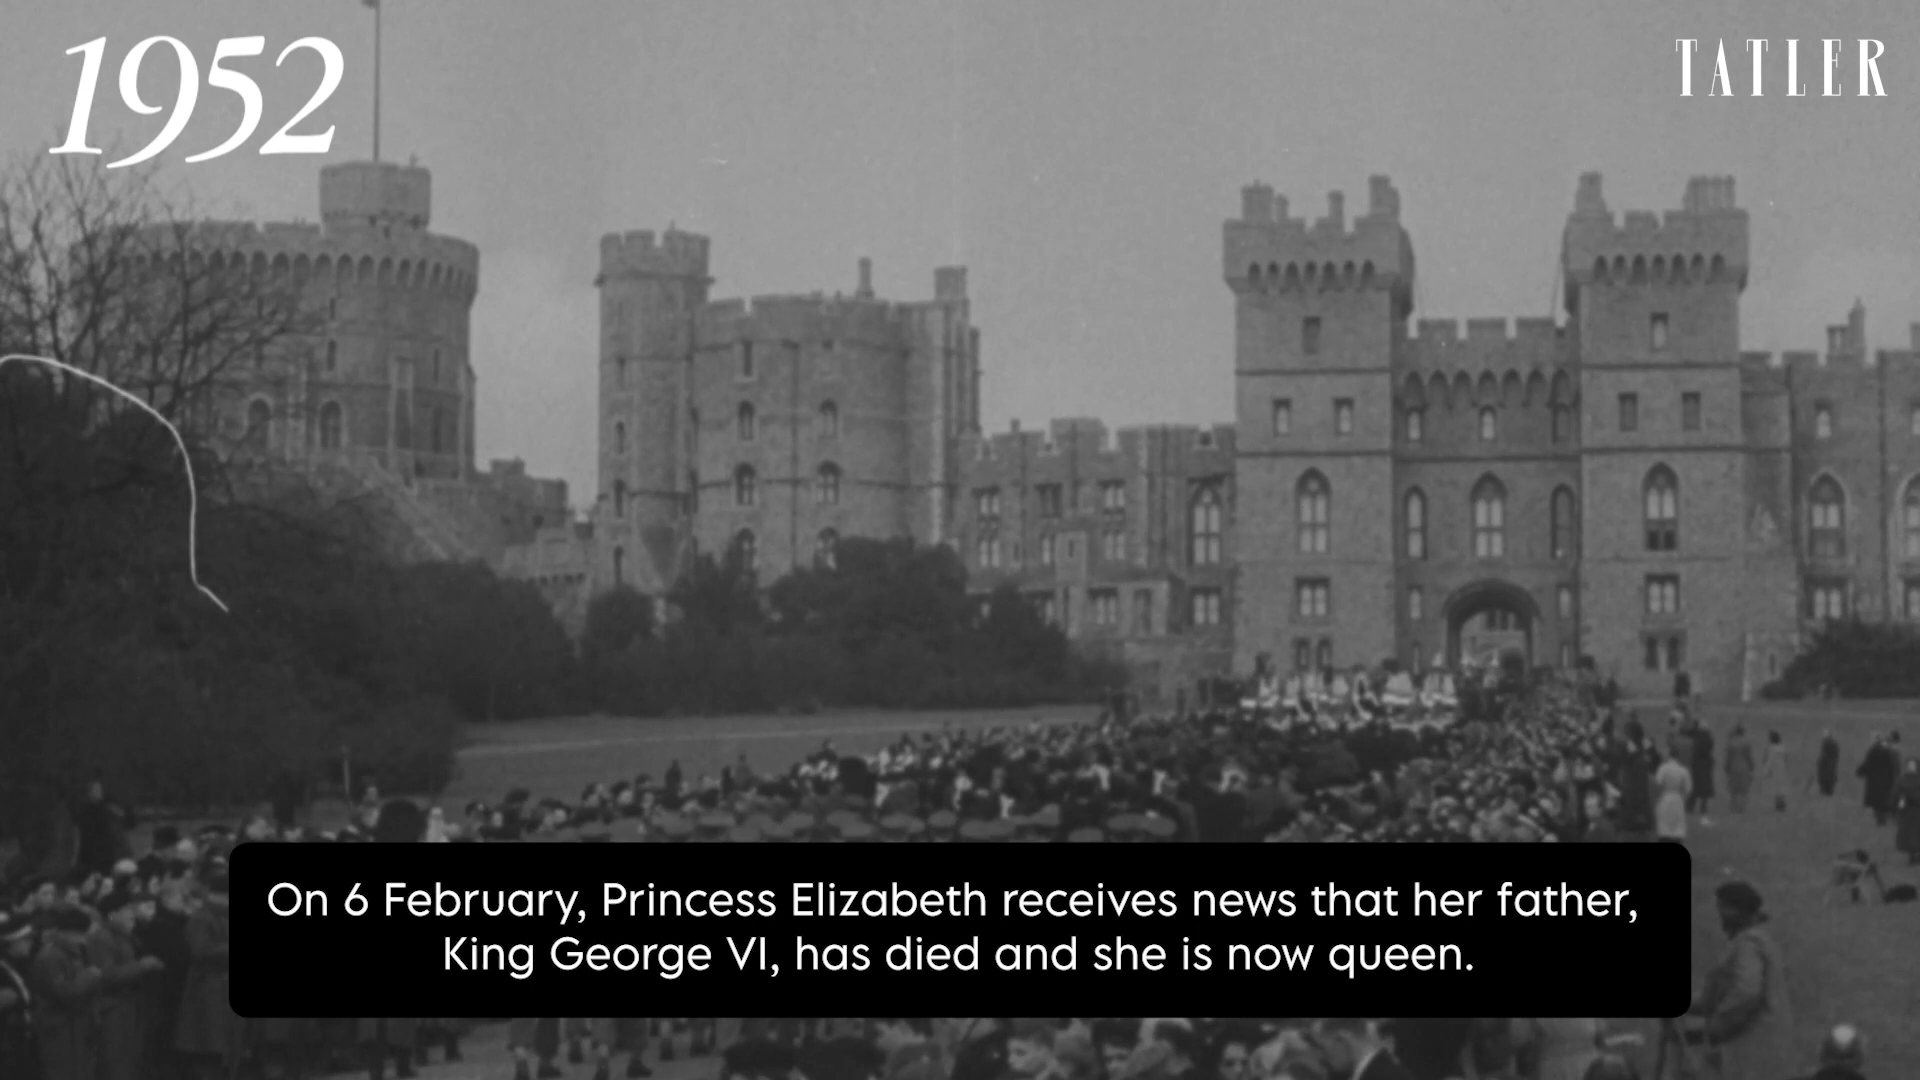 1952
TATLER
On 6 February, Princess Elizabeth receives news that her father,
King George VI, has died and she is now queen.